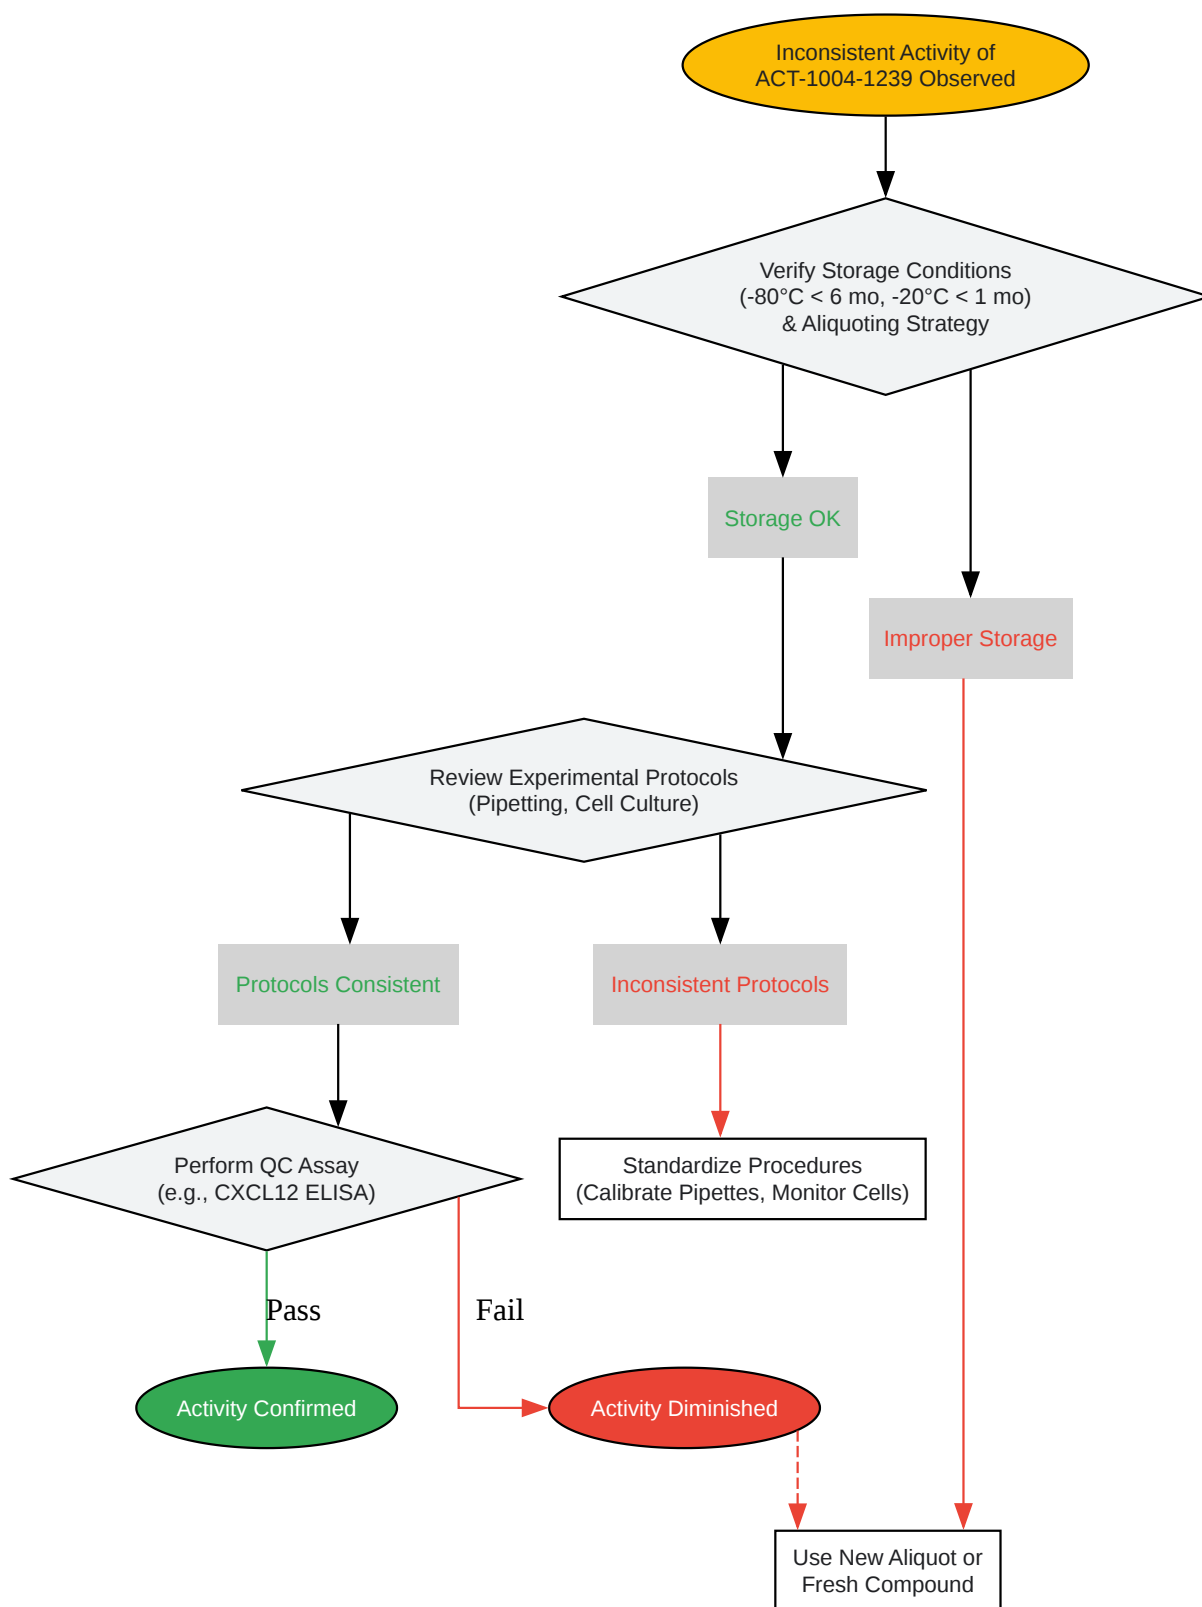 Inconsistent Activity of
ACT-1004-1239 Observed
Verify Storage Conditions
(-80°C < 6 mo, -20°C < 1 mo)
& Aliquoting Strategy
Storage OK
Improper Storage
Review Experimental Protocols
(Pipetting, Cell Culture)
Protocols Consistent
Inconsistent Protocols
Perform QC Assay
(e.g., CXCL12 ELISA)
Standardize Procedures
(Calibrate Pipettes, Monitor Cells)
Pass
Fail
Activity Confirmed
Activity Diminished
Use New Aliquot or
Fresh Compound